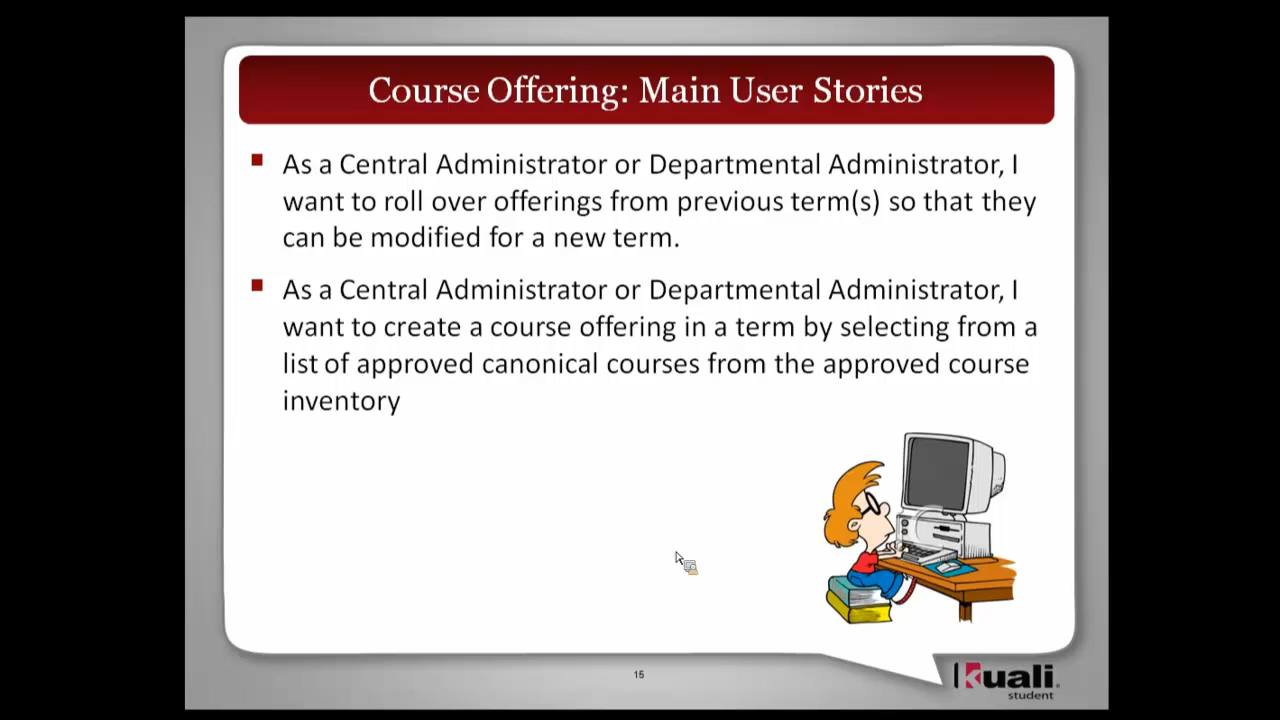 Course Offering: Main User Stories
As a Central Administrator or Departmental Administrator, I
want to roll over offerings from previous term(s) so that they
can be modified for a new term.
As a Central Administrator or Departmental Administrator, I
want to create a course offering in a term by selecting from a
list of approved canonical courses from the approved course
inventory
15
Kuali
student